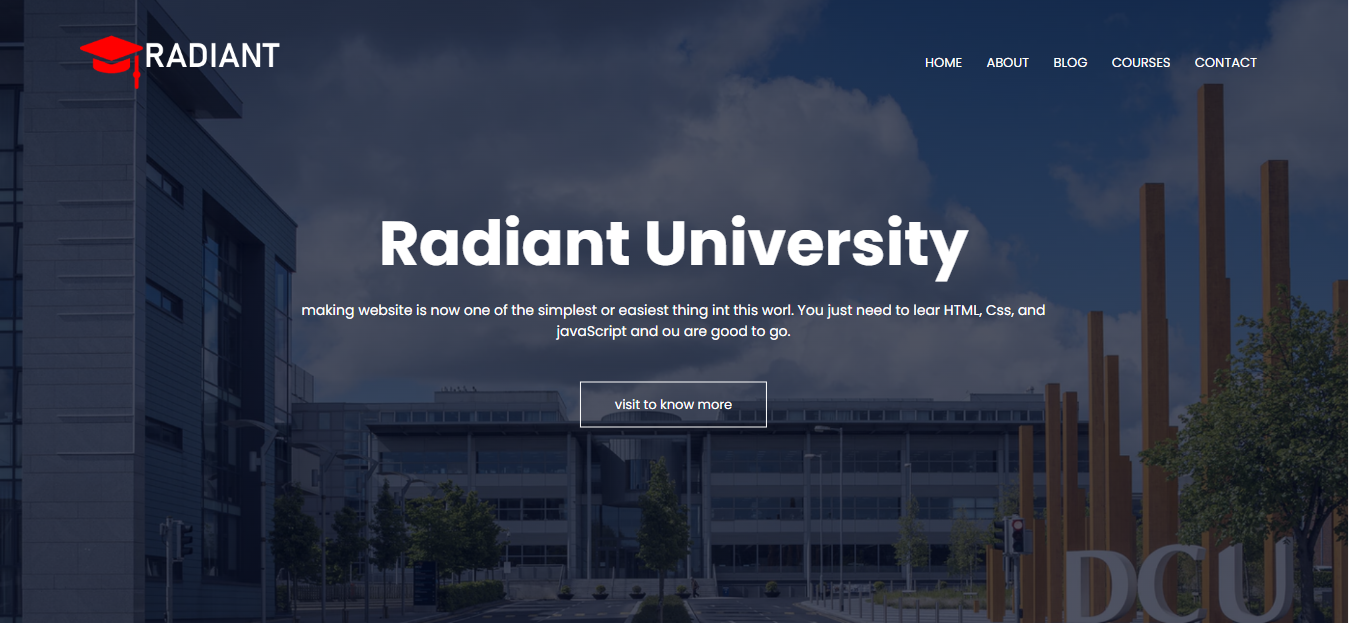 RADIANT
HOME ABOUT BLOG COURSES CONTACT
Radiant University
making website is now one of the simplest or easiest thing int this worl. You just need to lear HTML, Css, and
javaScript and ou are good to go.
visit to know more
DCU